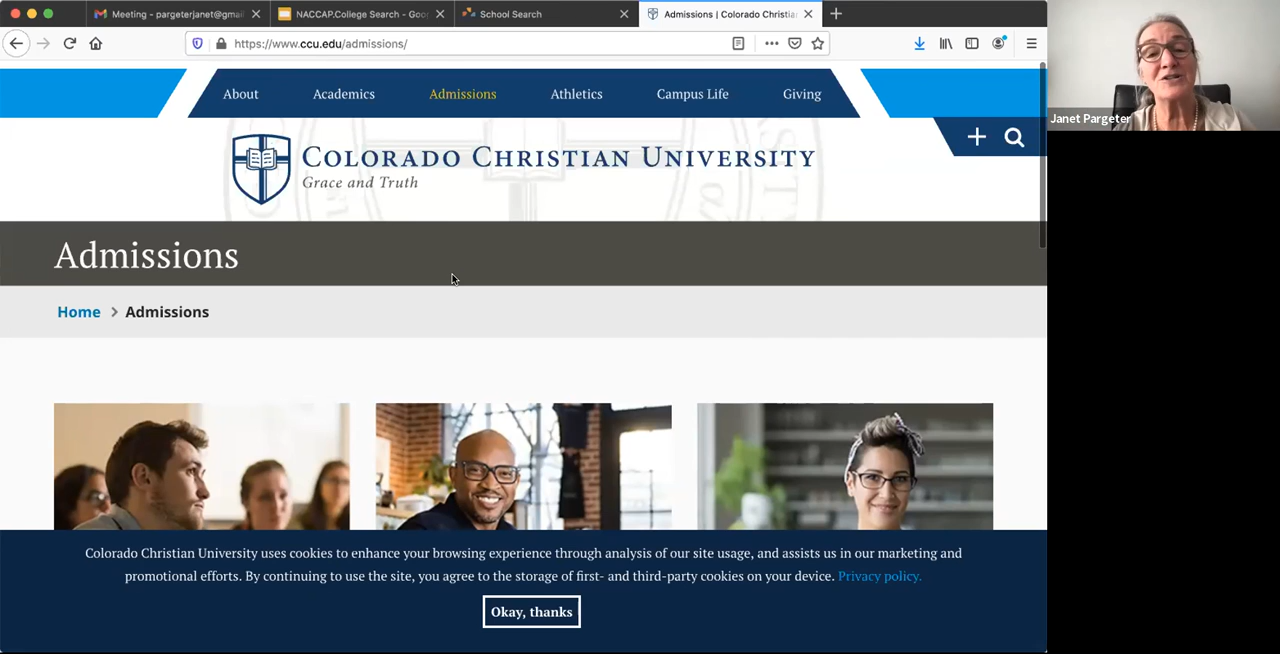 Meeting - pargeterjanet@gmai
NACCAP.College Search - Goo
School Search
Admissions | Colorado Christia
https://www.ccu.edu/admissions/
About
Academics
Admissions
Athletics
Campus Life
Giving
COLORADO CHRISTIAN UNIVERSITY
Grace and Truth
Admissions
Home > Admissions
Colorado Christian University uses cookies to enhance your browsing experience through analysis of our site usage, and assists us in our marketing and
promotional efforts. By continuing to use the site, you agree to the storage of first- and third-party cookies on your device. Privacy policy.
Okay, thanks
Janet Pargeter